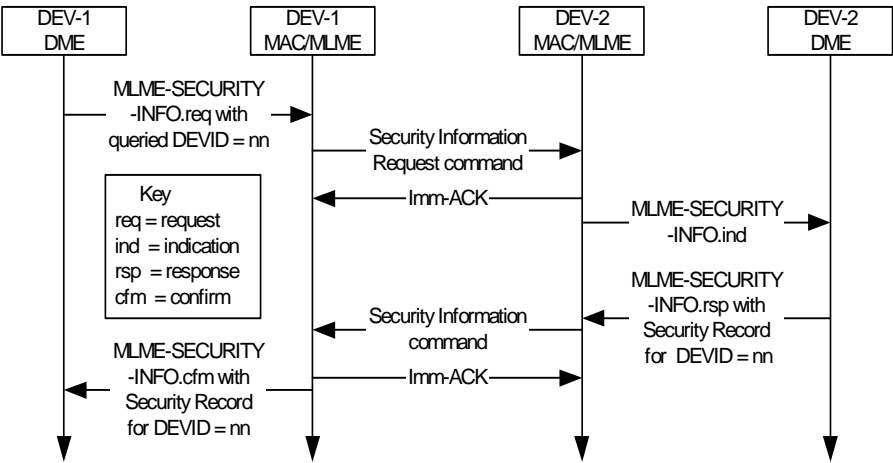 DEV-1
DME
DEV-1
MAC/MLME
DEV-2
MAC/MLME
DEV-2
DME
MLME-SECURITY
-INFO.req with
queried DEVID = nn
Security Information
Request command
Imm-ACK
MLME-SECURITY
-INFO.ind
Key
req = request
ind = indication
rsp = response
cfm = confirm
MLME-SECURITY
-INFO.rsp with
Security Record
for DEVID = nn
Security Information
command
Imm-ACK
MLME-SECURITY
-INFO.cfm with
Security Record
for DEVID = nn